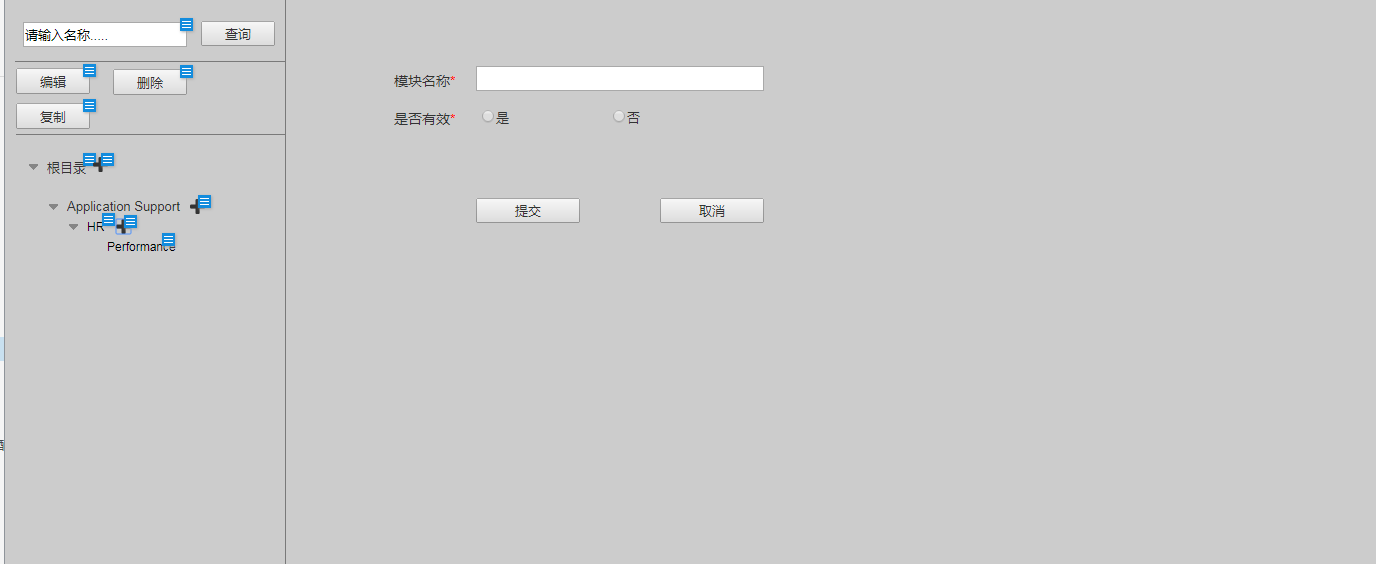 请输入名称..... 查询
编辑 删除
复制
根目录
Application Support
HR
Performance
模块名称*
是否有效* 是 否
提交 取消